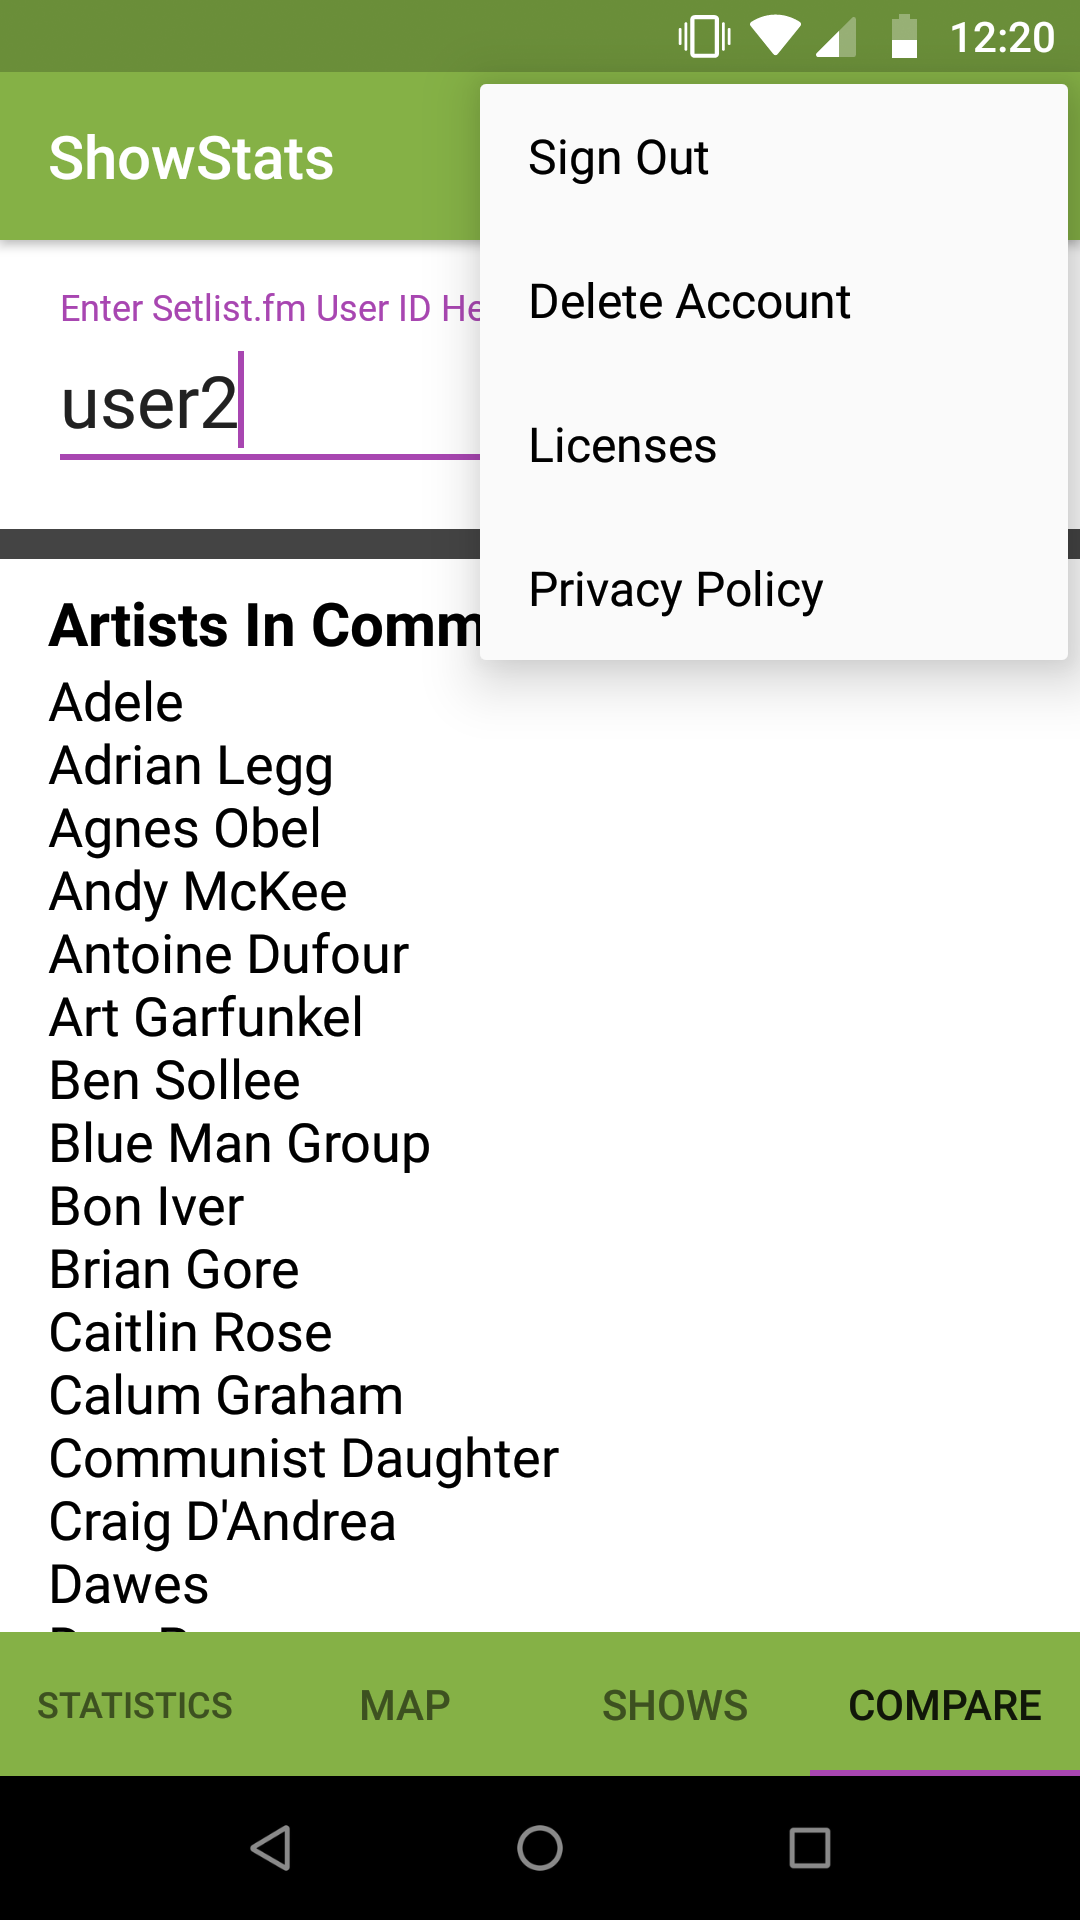 12:20
ShowStats
Sign Out
Delete Account
Licenses
Privacy Policy
Enter Setlist.fm User ID He
user2
Artists In Comm
Adele
Adrian Legg
Agnes Obel
Andy McKee
Antoine Dufour
Art Garfunkel
Ben Sollee
Blue Man Group
Bon Iver
Brian Gore
Caitlin Rose
Calum Graham
Communist Daughter
Craig D'Andrea
Dawes
STATISTICS MAP SHOWS COMPARE